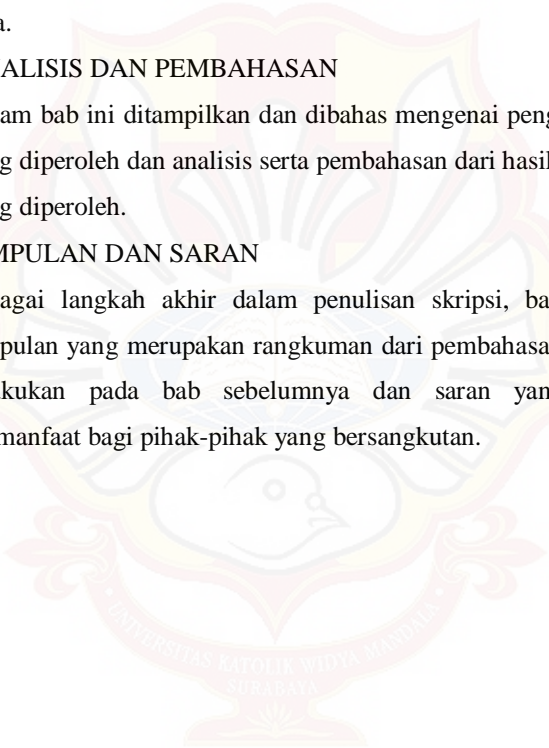 a.
ALISIS DAN PEMBAHASAN
am bab ini ditampilkan dan dibahas mengenai peng
g diperoleh dan analisis serta pembahasan dari hasil
g diperoleh.
MPULAN DAN SARAN
agai langkah akhir dalam penulisan skripsi, ba
pulan yang merupakan rangkuman dari pembahasa
kukan pada bab sebelumnya dan saran yan
manfaat bagi pihak-pihak yang bersangkutan.
UNIVERSITAS KATOLIK WIDYA MANDALA
SURABAYA